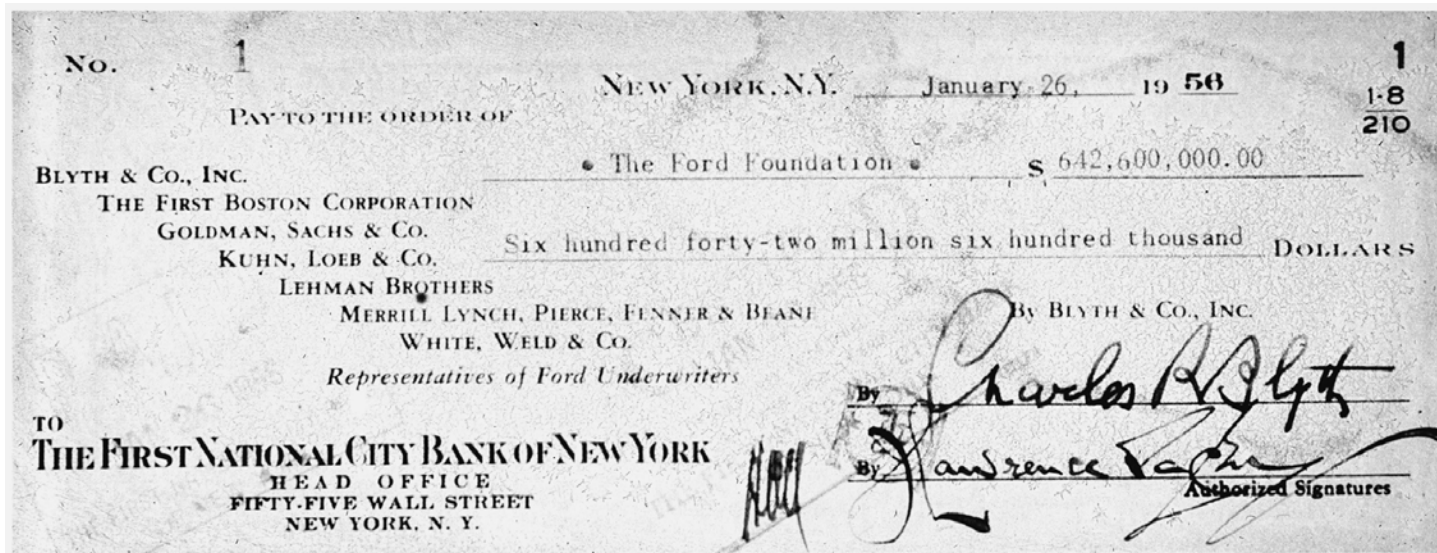 No. 1
1
NEW YORK, N.Y. January 26, 19 56
1-8
210
PAY TO THE ORDER OF
• The Ford Foundation • $ 642,600,000.00
BLYTH & CO., INC.
THE FIRST BOSTON CORPORATION
GOLDMAN, SACHS & CO.
Six hundred forty-two million six hundred thousand DOLLARS
KUHN, LOEB & CO.
LEHMAN BROTHERS
MERRILL LYNCH, PIERCE, FENNER & BEANE
By BLYTH & CO., INC.
WHITE, WELD & CO.
Representatives of Ford Underwriters
By Charles R Blyth
TO
THE FIRST NATIONAL CITY BANK OF NEW YORK
By Lawrence
HEAD OFFICE
Authorized Signatures
FIFTY-FIVE WALL STREET
NEW YORK, N. Y.